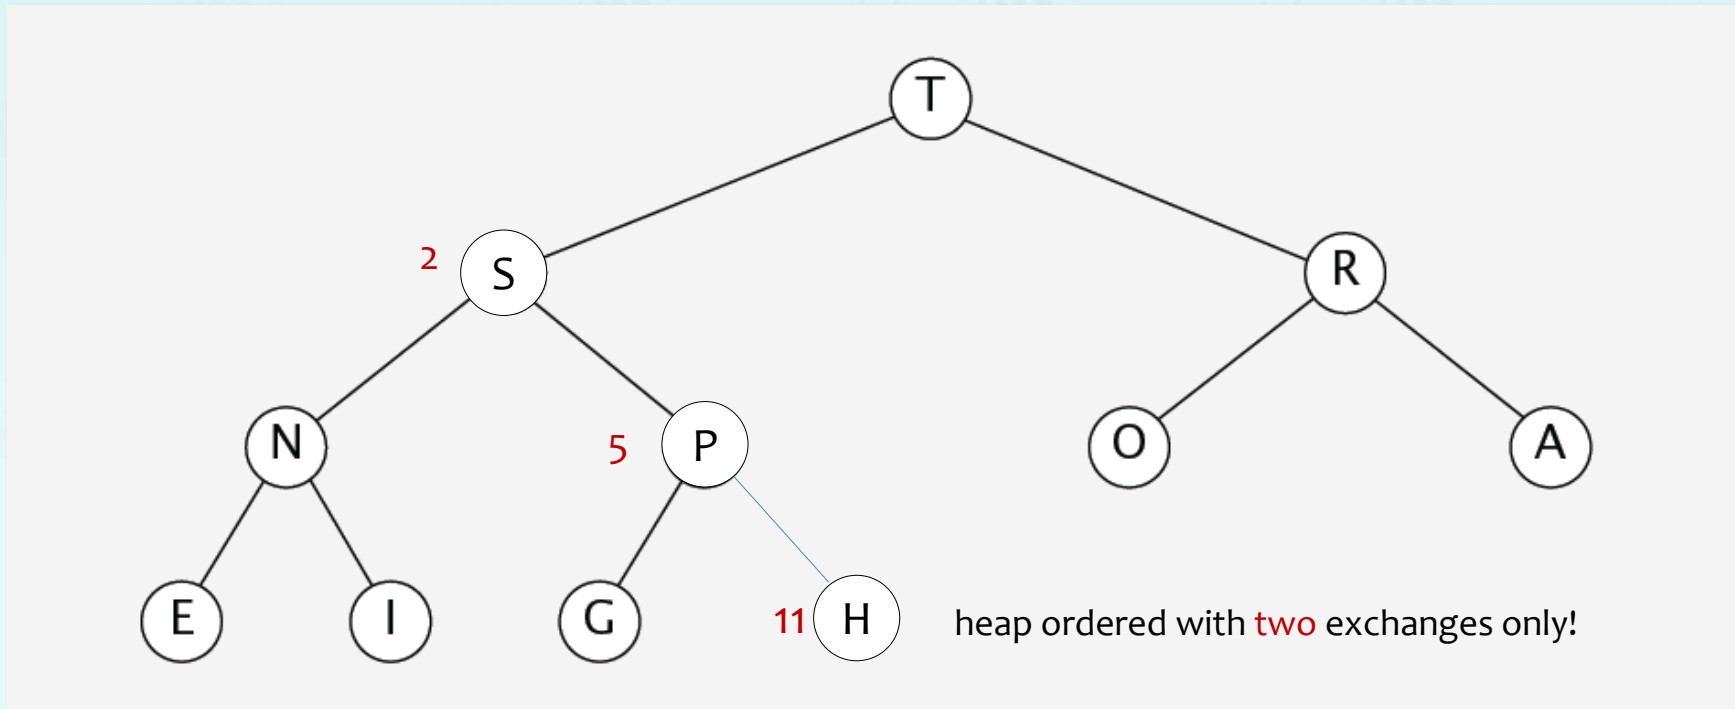 T
2 S R
N 5 P O A
E I G 11 H heap ordered with two exchanges only!